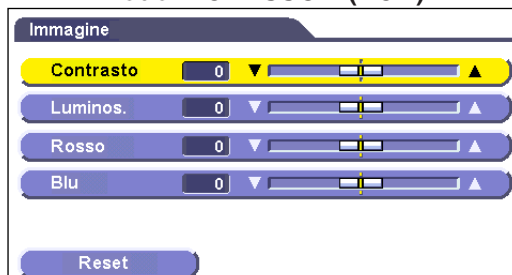 Immagine
Contrasto 0
Luminos. 0
Rosso 0
Blu 0
Reset